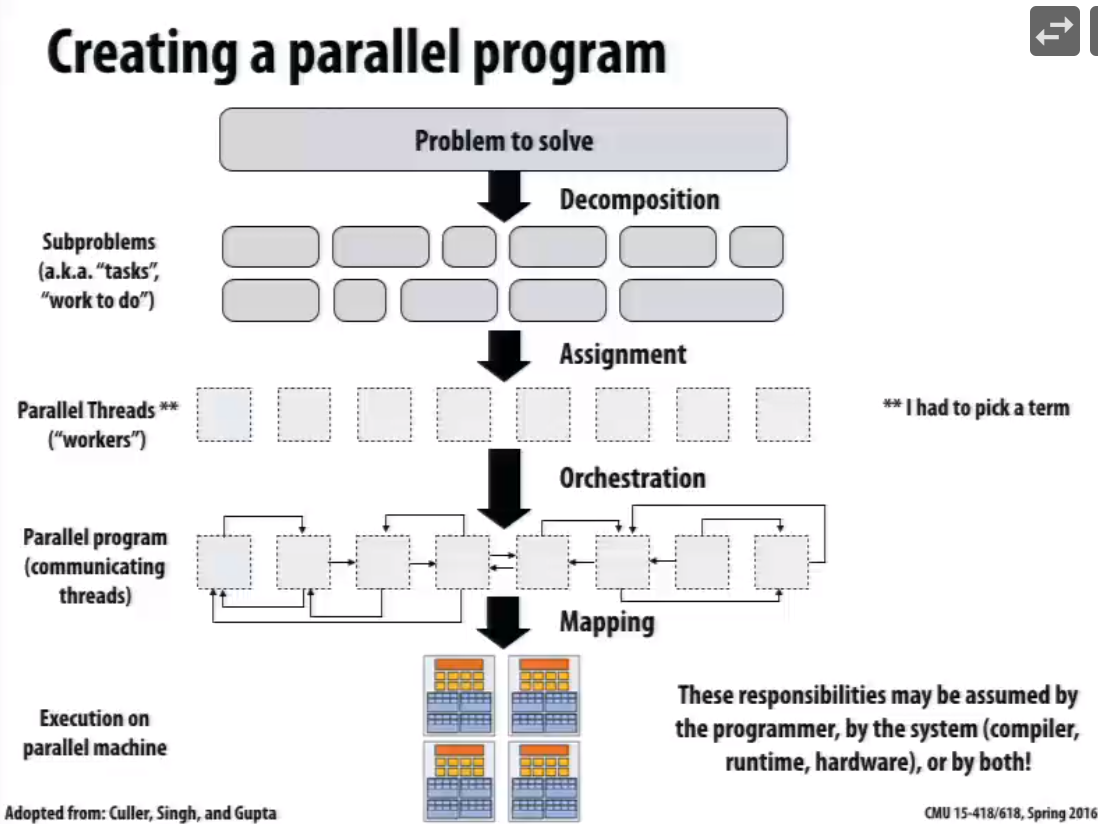 Creating a parallel program
Problem to solve
Decomposition
Subproblems
(a.k.a. “tasks”,
“work to do”)
Assignment
Parallel Threads **
(“workers”)
** I had to pick a term
Orchestration
Parallel program
(communicating
threads)
Mapping
Execution on
parallel machine
These responsibilities may be assumed by
the programmer, by the system (compiler,
runtime, hardware), or by both!
Adopted from: Culler, Singh, and Gupta
CMU 15-418/618, Spring 2016